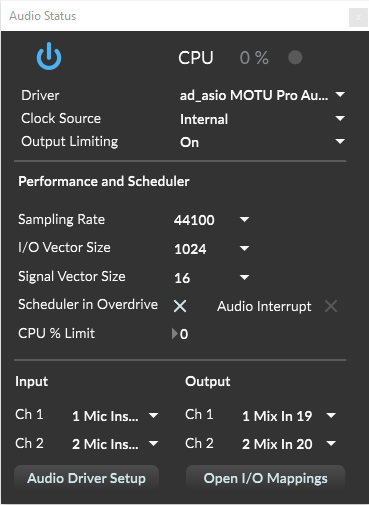 Audio Status
CPU 0 %
Driver ad_asio MOTU Pro Au...
Clock Source Internal
Output Limiting On
Performance and Scheduler
Sampling Rate 44100
I/O Vector Size 1024
Signal Vector Size 16
Scheduler in Overdrive Audio Interrupt
CPU % Limit 0
Input Output
Ch 1 1 Mic Ins... Ch 1 1 Mix In 19
Ch 2 2 Mic Ins... Ch 2 2 Mix In 20
Audio Driver Setup Open I/O Mappings